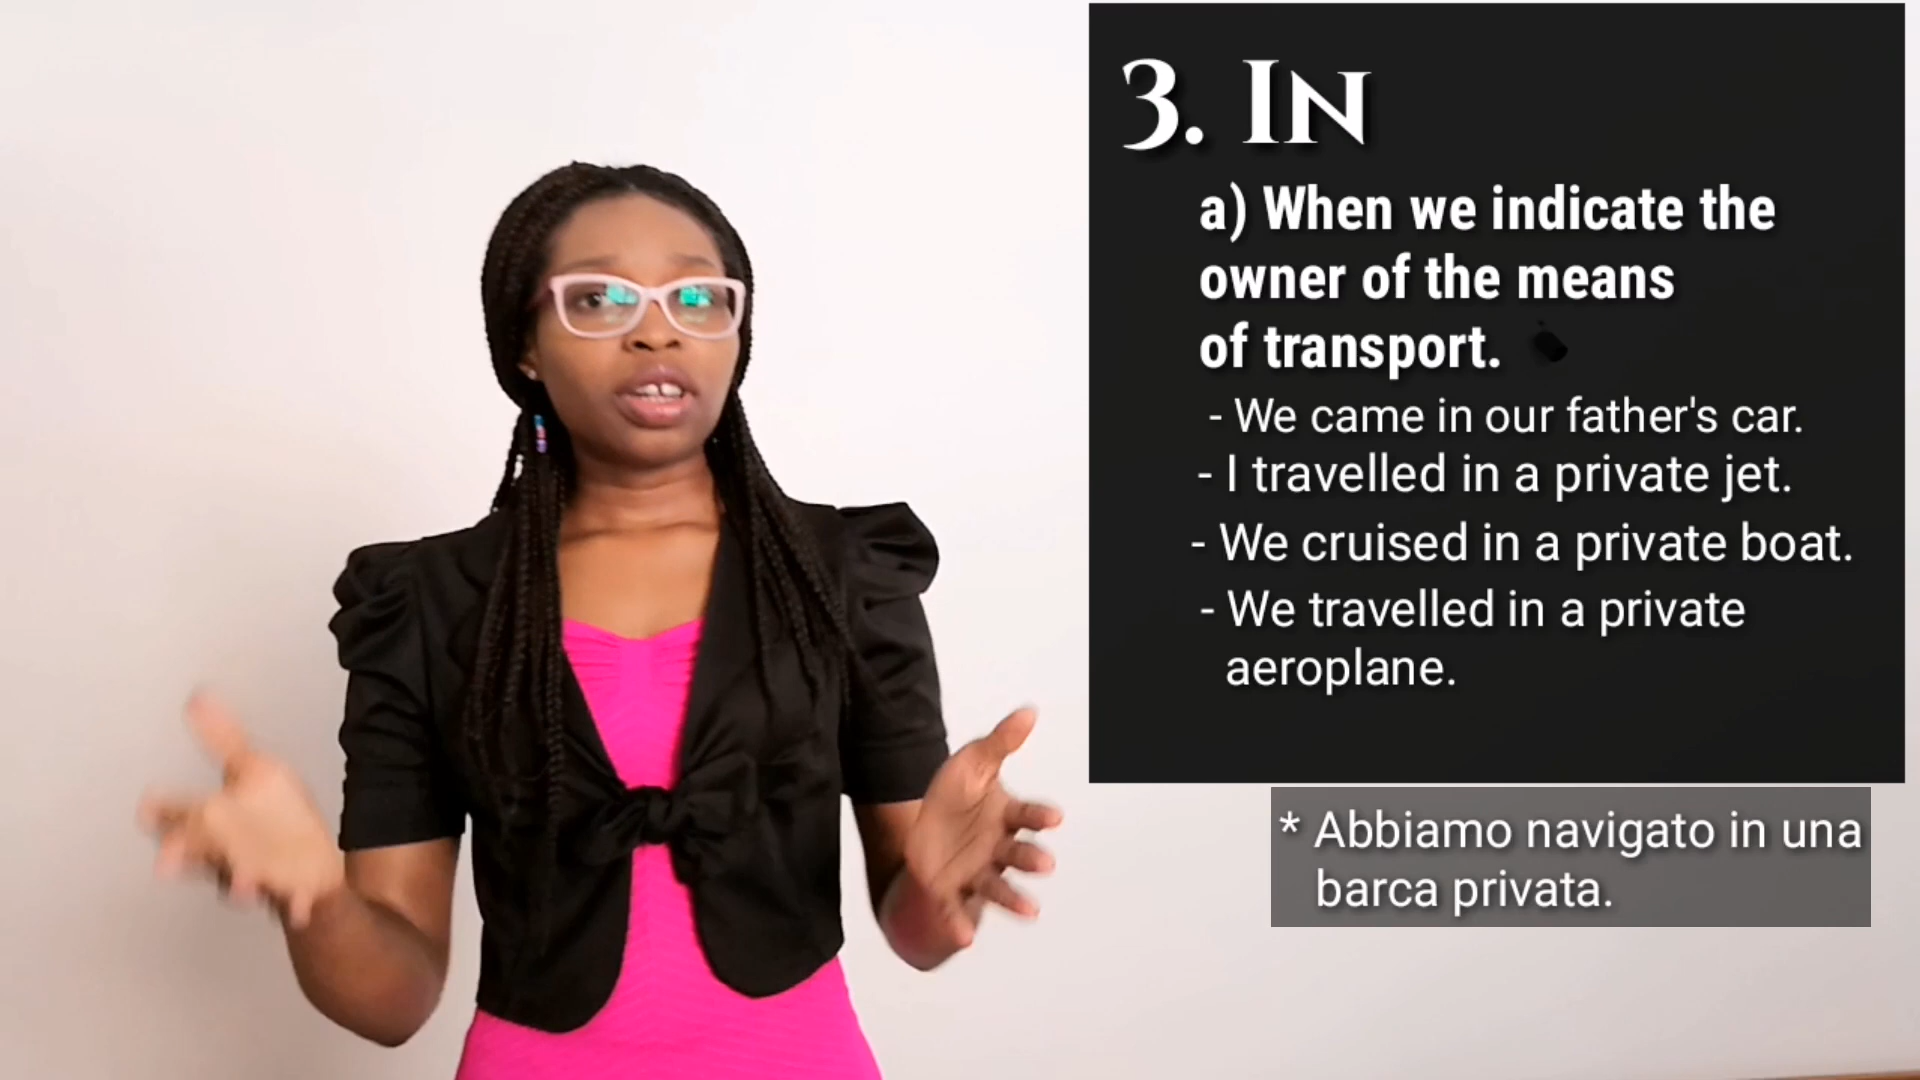 3. In
a) When we indicate the
owner of the means
of transport.
- We came in our father's car.
- I travelled in a private jet.
- We cruised in a private boat.
- We travelled in a private
aeroplane.
* Abbiamo navigato in una
barca privata.